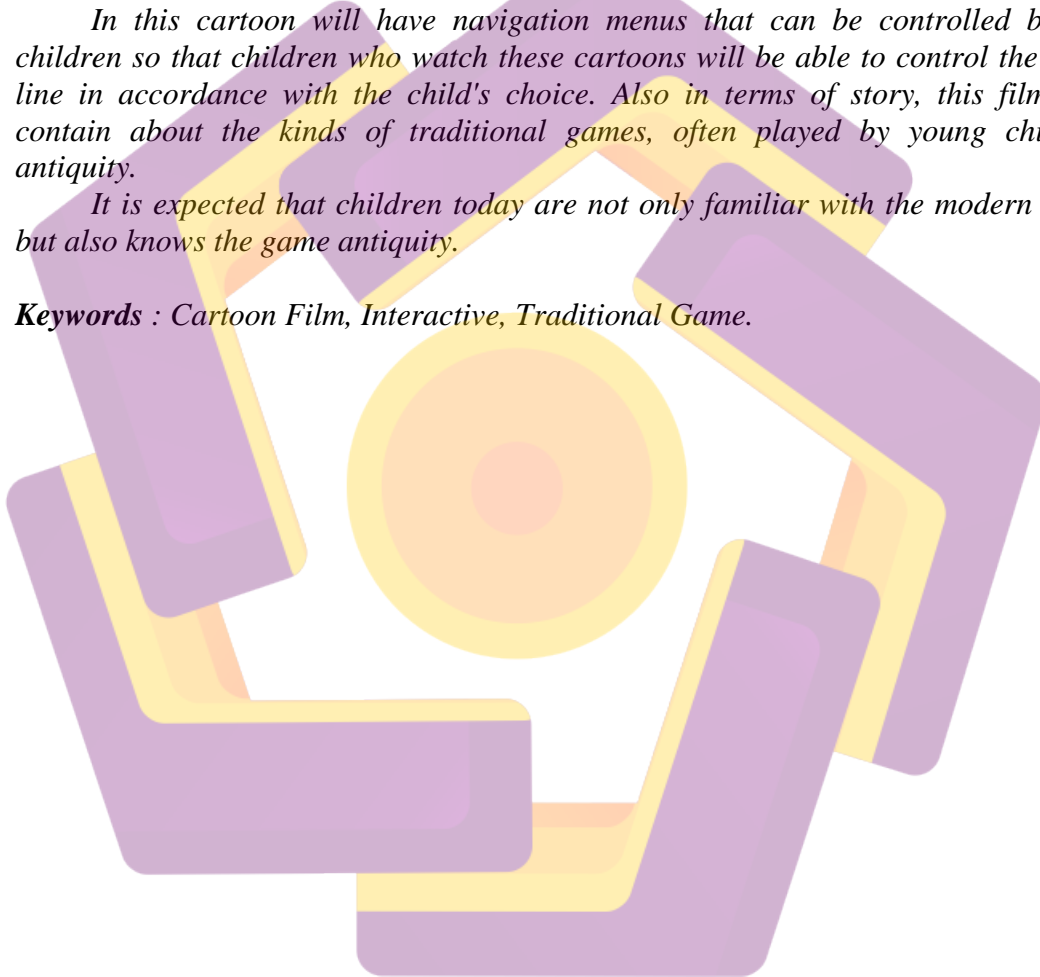 In this cartoon will have navigation menus that can be controlled b
children so that children who watch these cartoons will be able to control the
line in accordance with the child's choice. Also in terms of story, this film
contain about the kinds of traditional games, often played by young
antiquity.
It is expected that children today are not only familiar with the modern
but also knows the game antiquity.
Keywords : Cartoon Film, Interactive, Traditional Game.